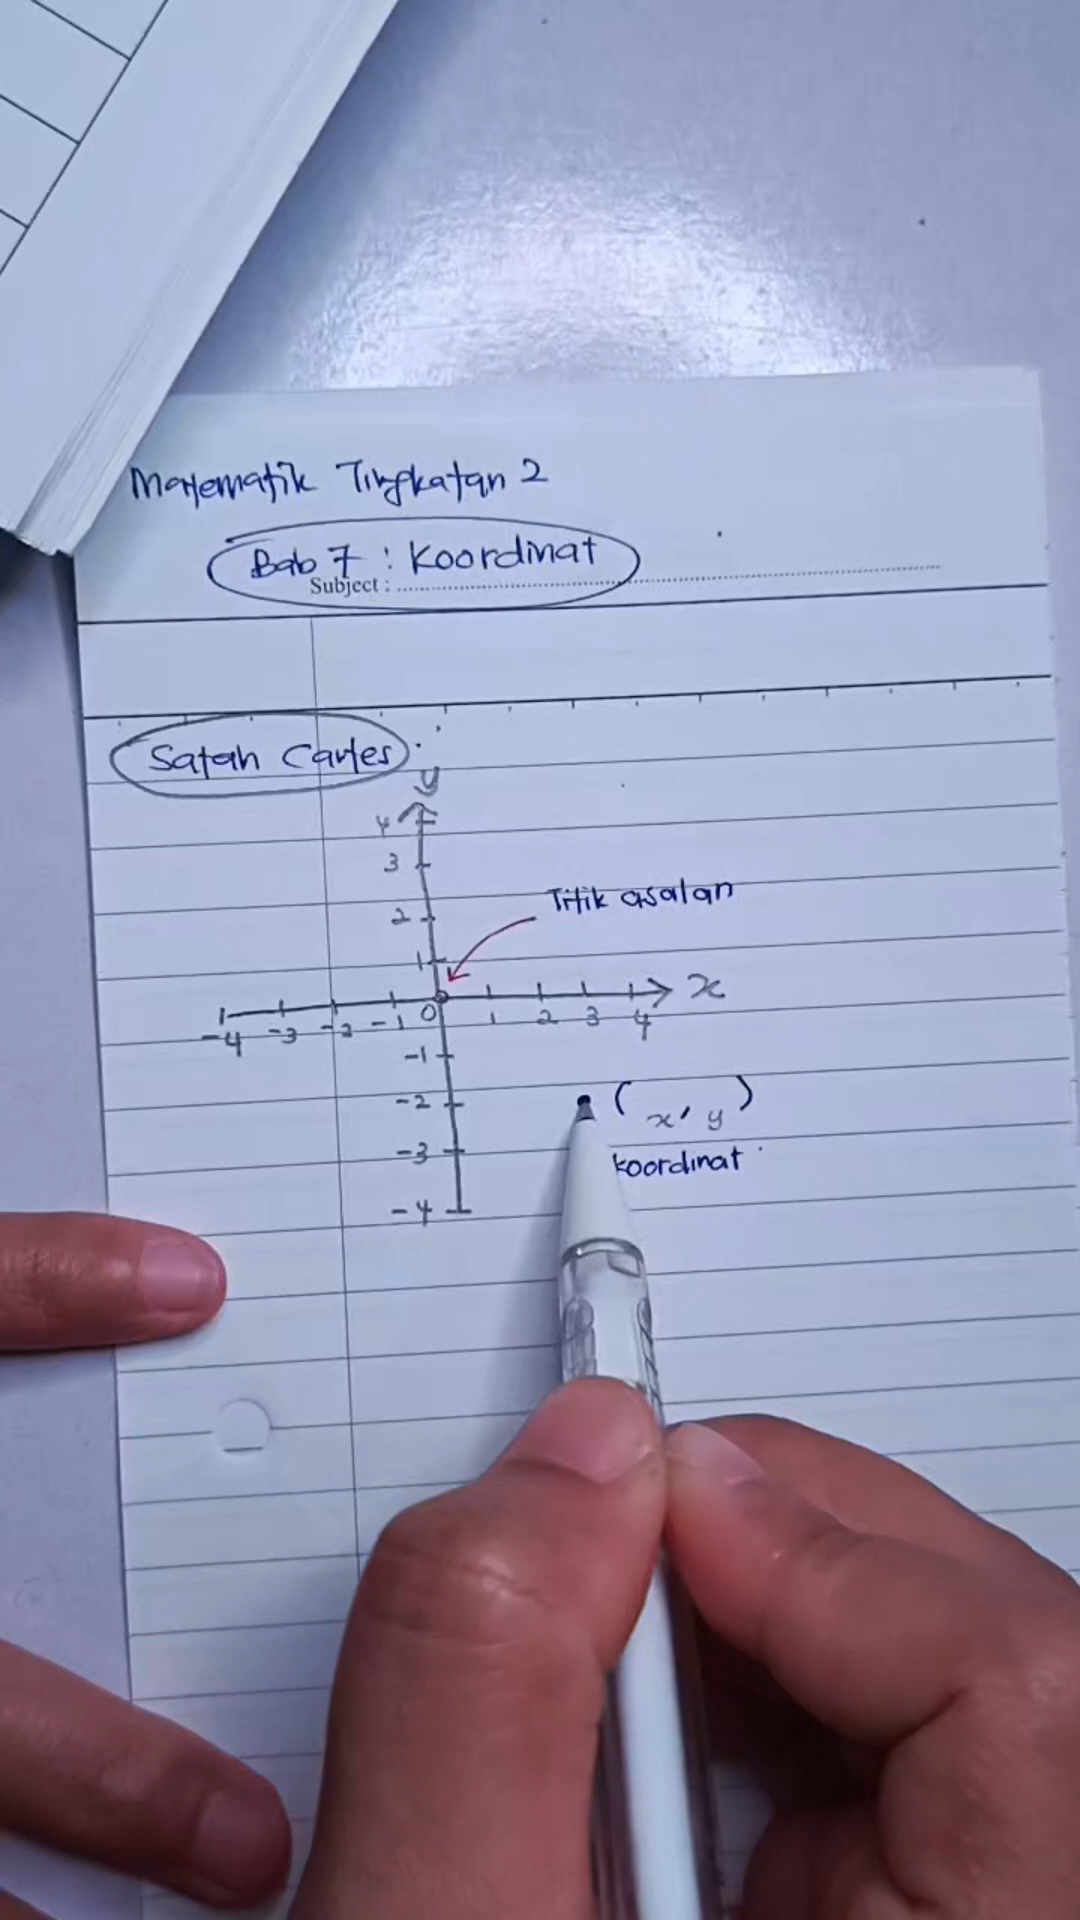 Matematik Tingkatan 2
Bab 7 : Koordinat
Subject :
Satah Cartes
y
4
3
Titik asalan
2
1
x
-4 -3 -2 -1 0 1 2 3 4
-1
-2
(x, y)
-3
koordinat
-4